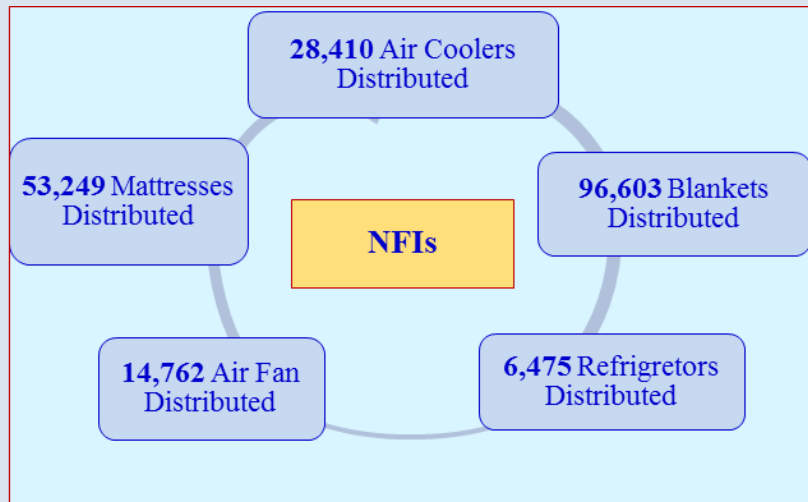 28,410 Air Coolers
Distributed
53,249 Mattresses
Distributed
96,603 Blankets
Distributed
NFIs
14,762 Air Fan
Distributed
6,475 Refrigretors
Distributed